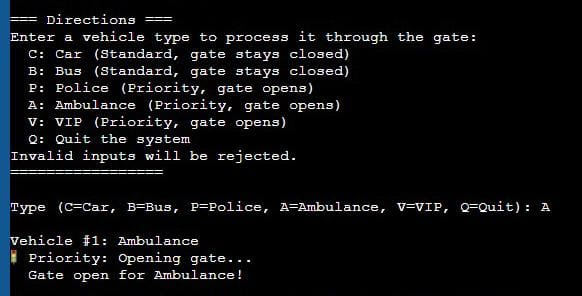 === Directions ===
Enter a vehicle type to process it through the gate:
C: Car (Standard, gate stays closed)
B: Bus (Standard, gate stays closed)
P: Police (Priority, gate opens)
A: Ambulance (Priority, gate opens)
V: VIP (Priority, gate opens)
Q: Quit the system
Invalid inputs will be rejected.
=================
Type (C=Car, B=Bus, P=Police, A=Ambulance, V=VIP, Q=Quit): A
Vehicle #1: Ambulance
🚦 Priority: Opening gate...
Gate open for Ambulance!